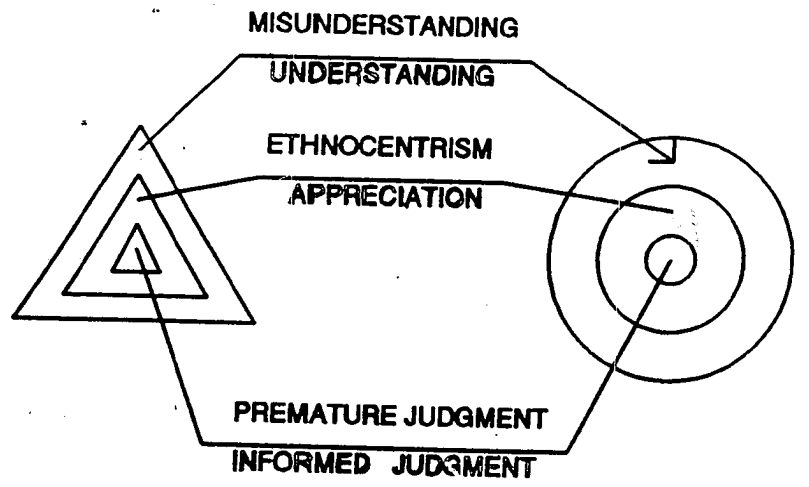 MISUNDERSTANDING
UNDERSTANDING
ETHNOCENTRISM
APPRECIATION
PREMATURE JUDGMENT
INFORMED JUDGMENT